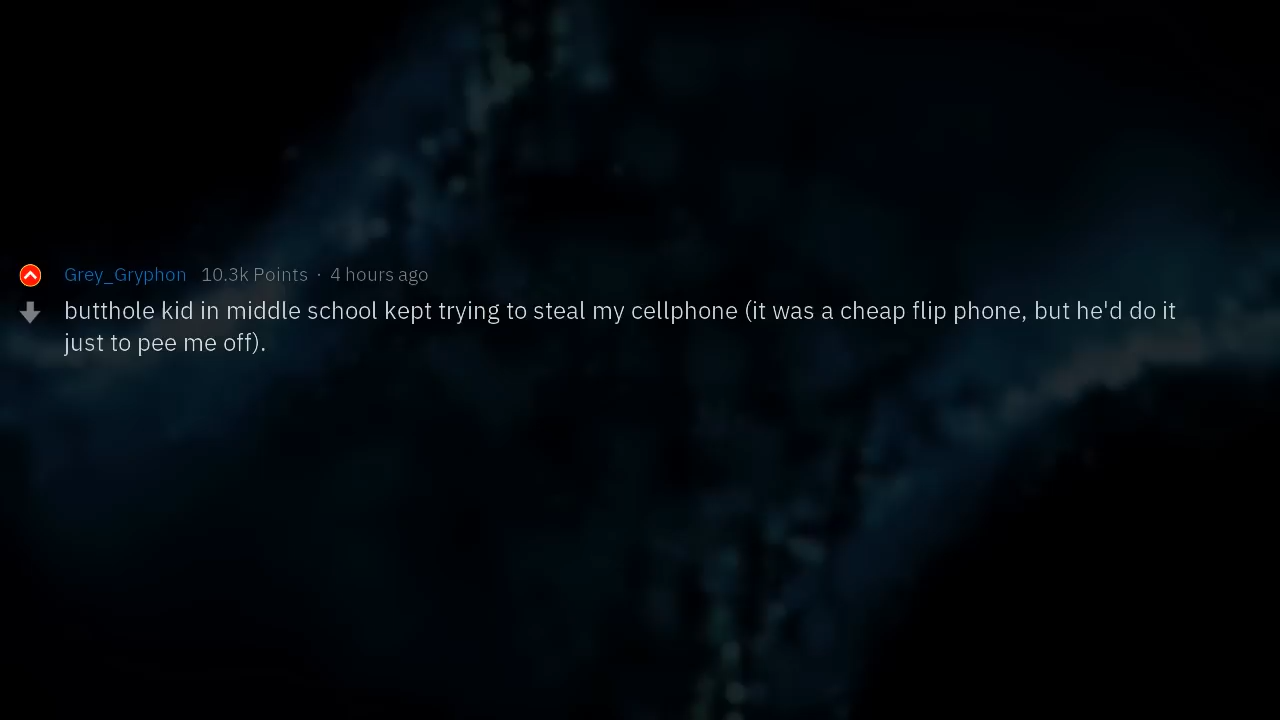 Grey_Gryphon 10.3k Points · 4 hours ago
butthole kid in middle school kept trying to steal my cellphone (it was a cheap flip phone, but he'd do it
just to pee me off).